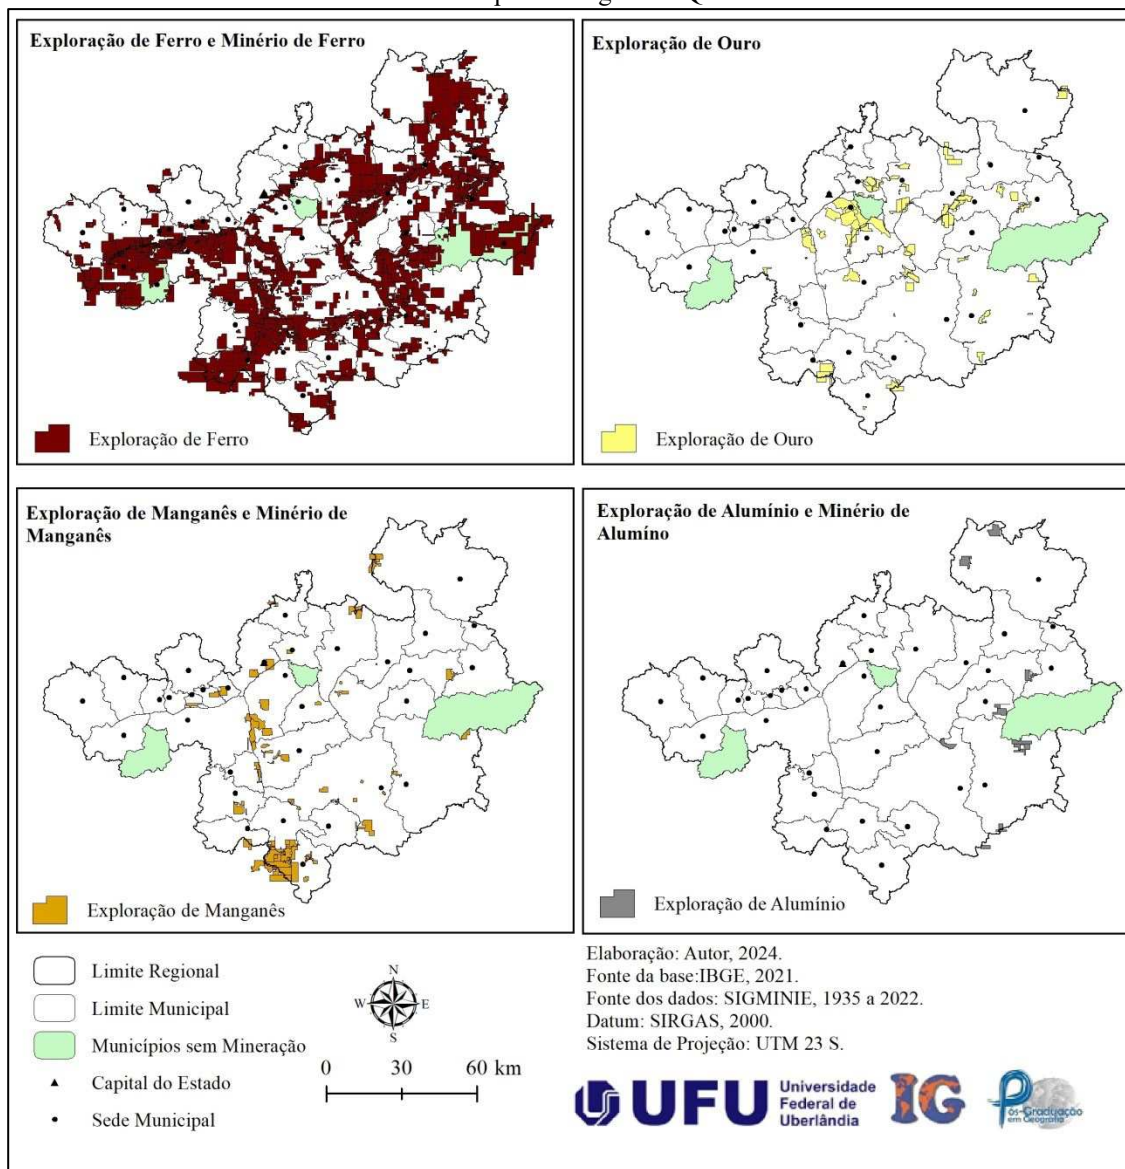 Exploração de Ferro e Minério de Ferro
Exploração de Ferro
Exploração de Ouro
Exploração de Ouro
Exploração de Manganês e Minério de
Manganês
Exploração de Manganês
Exploração de Alumínio e Minério de
Alumíno
Exploração de Alumínio
Limite Regional
Limite Municipal
Municípios sem Mineração
Capital do Estado
Sede Municipal
N
W E
S
0 30 60 km
Elaboração: Autor, 2024.
Fonte da base:IBGE, 2021.
Fonte dos dados: SIGMINIE, 1935 a 2022.
Datum: SIRGAS, 2000.
Sistema de Projeção: UTM 23 S.
UFU
Universidade
Federal de
Uberlândia
IG
Pós-Graduação
em Geografia